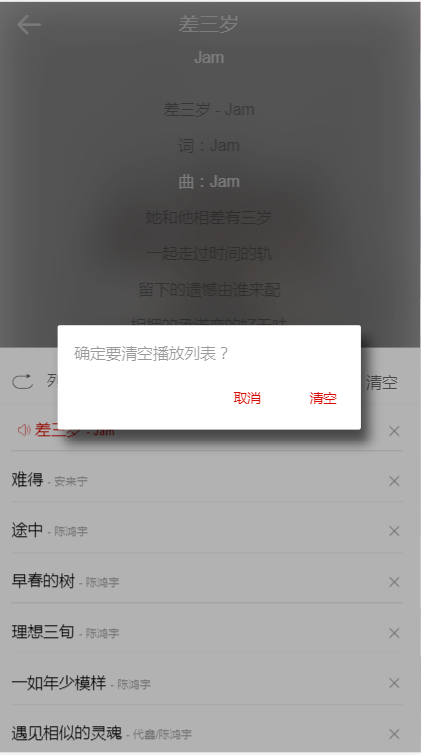 差三岁
Jam
差三岁 - Jam
词：Jam
曲：Jam
她和他相差有三岁
一起走过时间的轨
留下的遗憾由谁来配
确定要清空播放列表？
取消 清空
列 清空
差三岁 - Jam
难得 - 安来宁
途中 - 陈鸿宇
早春的树 - 陈鸿宇
理想三旬 - 陈鸿宇
一如年少模样 - 陈鸿宇
遇见相似的灵魂 - 代鑫/陈鸿宇